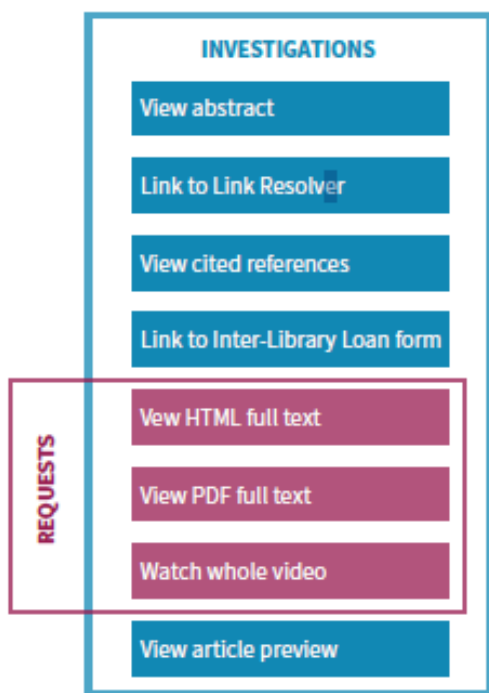 INVESTIGATIONS
View abstract
Link to Link Resolver
View cited references
Link to Inter-Library Loan form
REQUESTS
Vew HTML full text
View PDF full text
Watch whole video
View article preview